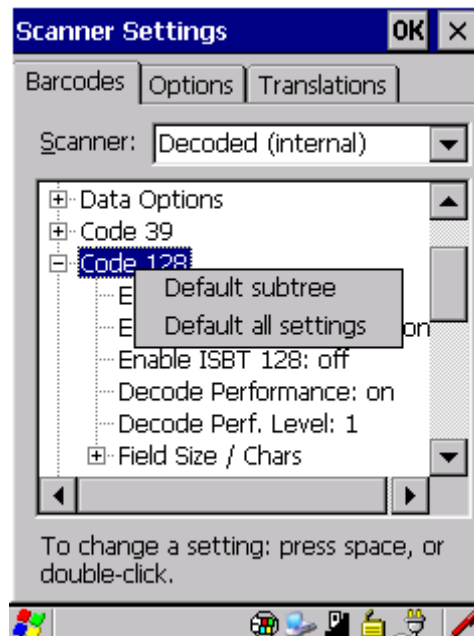 Scanner Settings OK
Barcodes Options Translations
Scanner: Decoded (internal)
Data Options
Code 39
Code 128
Default subtree
Default all settings
Enable ISBT 128: off
Decode Performance: on
Decode Perf. Level: 1
Field Size / Chars
To change a setting: press space, or
double-click.